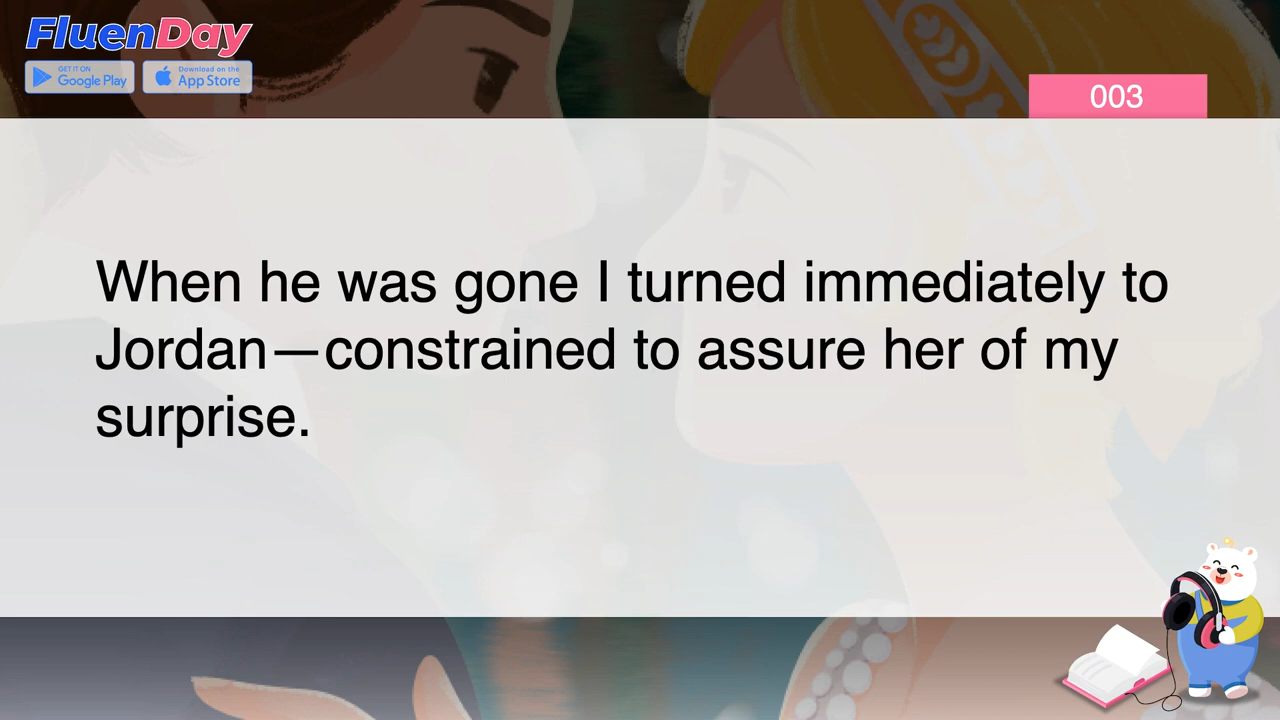 FluenDay
GET IT ON
Google Play
Download on the
App Store
003
When he was gone I turned immediately to
Jordan—constrained to assure her of my
surprise.